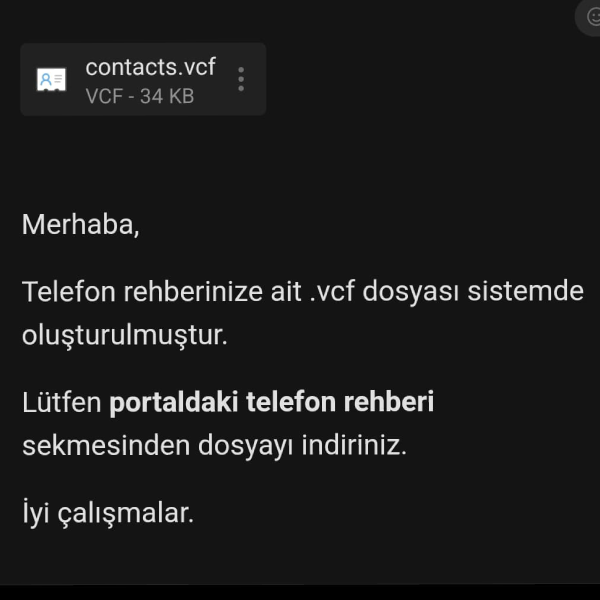 contacts.vcf
VCF - 34 KB
Merhaba,
Telefon rehberinize ait .vcf dosyası sistemde
oluşturulmuştur.
Lütfen portaldaki telefon rehberi
sekmesinden dosyayı indiriniz.
İyi çalışmalar.